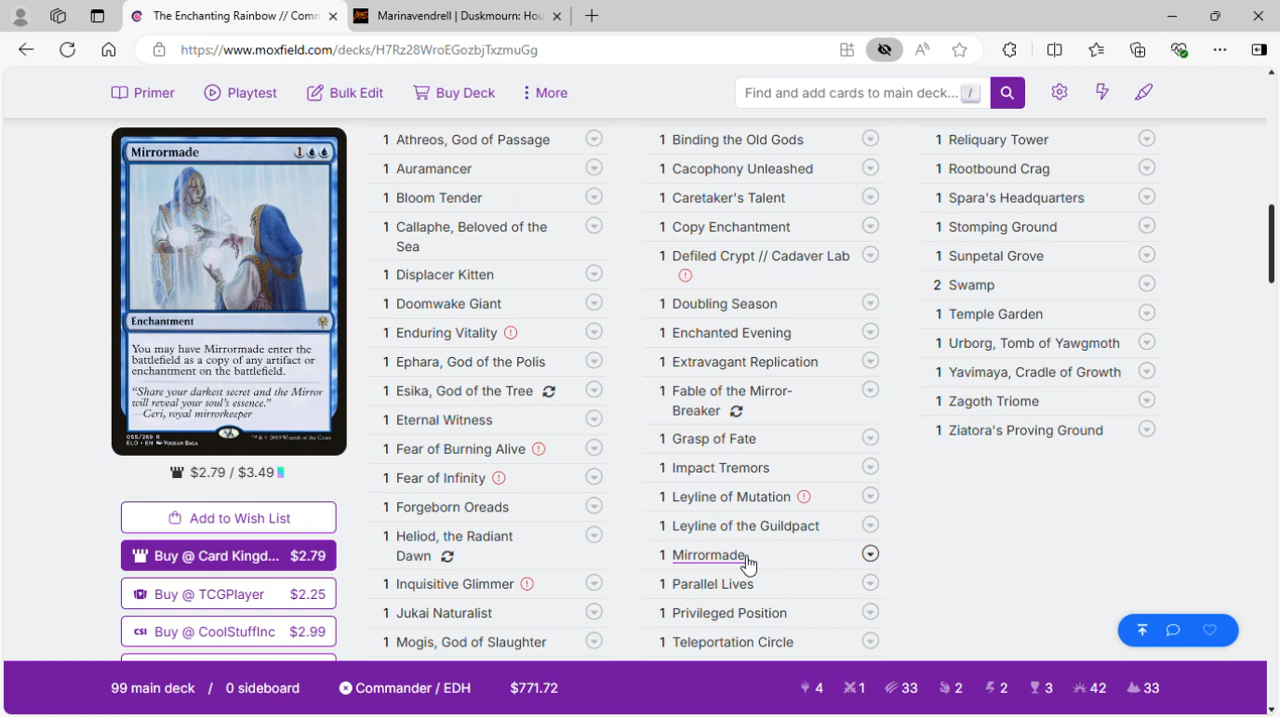 The Enchanting Rainbow // Comm
Marinavendrell | Duskmourn: Hou
https://www.moxfield.com/decks/H7Rz28WroEGozbjTxzmuGg
Primer
Playtest
Bulk Edit
Buy Deck
More
Find and add cards to main deck...
/
Mirrormade
1
Enchantment
You may have Mirrormade enter the
battlefield as a copy of any artifact or
enchantment on the battlefield.
"Share your darkest secret and the Mirror
will reveal your soul's essence."
—Ceri, royal mirrorkeeper
055/269 R
$2.79 / $3.49
Add to Wish List
Buy @ Card Kingd... $2.79
Buy @ TCGPlayer $2.25
CSI Buy @ CoolStuffInc $2.99
1 Athreos, God of Passage
1 Auramancer
1 Bloom Tender
1 Callaphe, Beloved of the
Sea
1 Displacer Kitten
1 Doomwake Giant
1 Enduring Vitality
1 Ephara, God of the Polis
1 Esika, God of the Tree
1 Eternal Witness
1 Fear of Burning Alive
1 Fear of Infinity
1 Forgeborn Oreads
1 Heliod, the Radiant
Dawn
1 Inquisitive Glimmer
1 Jukai Naturalist
1 Mogis, God of Slaughter
1 Binding the Old Gods
1 Cacophony Unleashed
1 Caretaker's Talent
1 Copy Enchantment
1 Defiled Crypt // Cadaver Lab
1 Doubling Season
1 Enchanted Evening
1 Extravagant Replication
1 Fable of the Mirror-
Breaker
1 Grasp of Fate
1 Impact Tremors
1 Leyline of Mutation
1 Leyline of the Guildpact
1 Mirrormade
1 Parallel Lives
1 Privileged Position
1 Teleportation Circle
1 Reliquary Tower
1 Rootbound Crag
1 Spara's Headquarters
1 Stomping Ground
1 Sunpetal Grove
2 Swamp
1 Temple Garden
1 Urborg, Tomb of Yawgmoth
1 Yavimaya, Cradle of Growth
1 Zagoth Triome
1 Ziatora's Proving Ground
99 main deck / 0 sideboard
Commander / EDH
$771.72
4 1 33 2 2 3 42 33